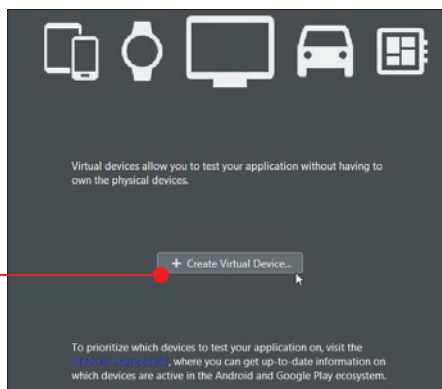 Virtual devices allow you to test your application without having to
own the physical devices.
+ Create Virtual Device...
To prioritize which devices to test your application on, visit the
, where you can get up-to-date information on
which devices are active in the Android and Google Play ecosystem.